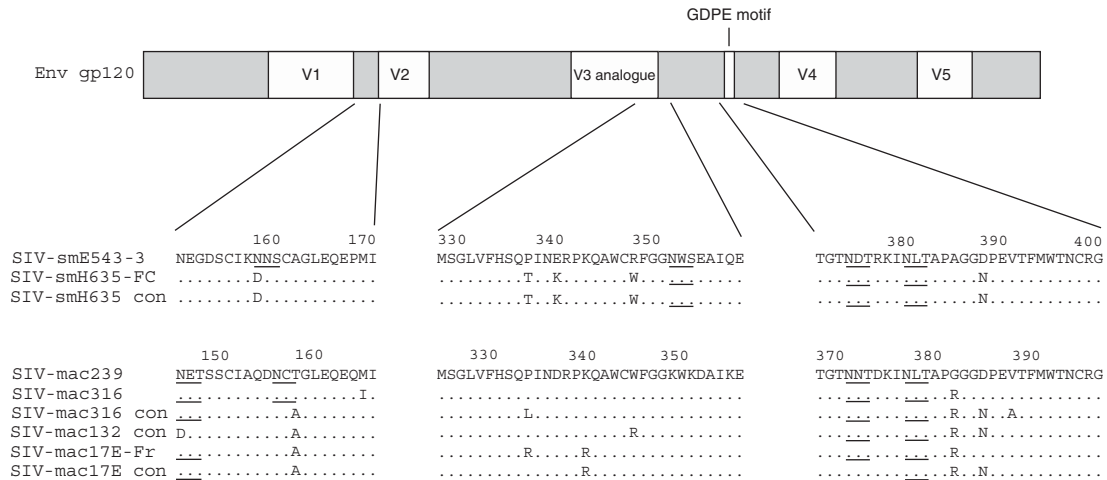 GDPE motif
Env gp120 V1 V2 V3 analogue V4 V5
160 170 330 340 350 380 390 400
SIV-smE543-3 NEGDSCIKNNSCAGLEQEPMI MSGLVFHSQPINERPKQAWCRFGGNWSEAIQE TGTNDTRKINLTAPAGGDPEVTFMWTNCRG
SIV-smH635-FC ........D............ .........T..K.......W........... .................N............
SIV-smH635 con ........D............ .........T..K.......W........... .................N............
150 160 330 340 350 370 380 390
SIV-mac239 NETSSCIAQDNCTGLEQEQMI MSGLVFHSQPINDRPKQAWCWFGGKWKDAIKE TGTNNTDKINLTAPGGGDPEVTFMWTNCRG
SIV-mac316 ...................I. ................................ ..............R...............
SIV-mac316 con ............A........ .........L...................... ..............R..N..A.........
SIV-mac132 con D...........A........ ....................R........... ..............R..N............
SIV-mac17E-Fr ............A........ .........R.....R................ ..............R...............
SIV-mac17E con ............A........ ...............R................ ..............R..N............